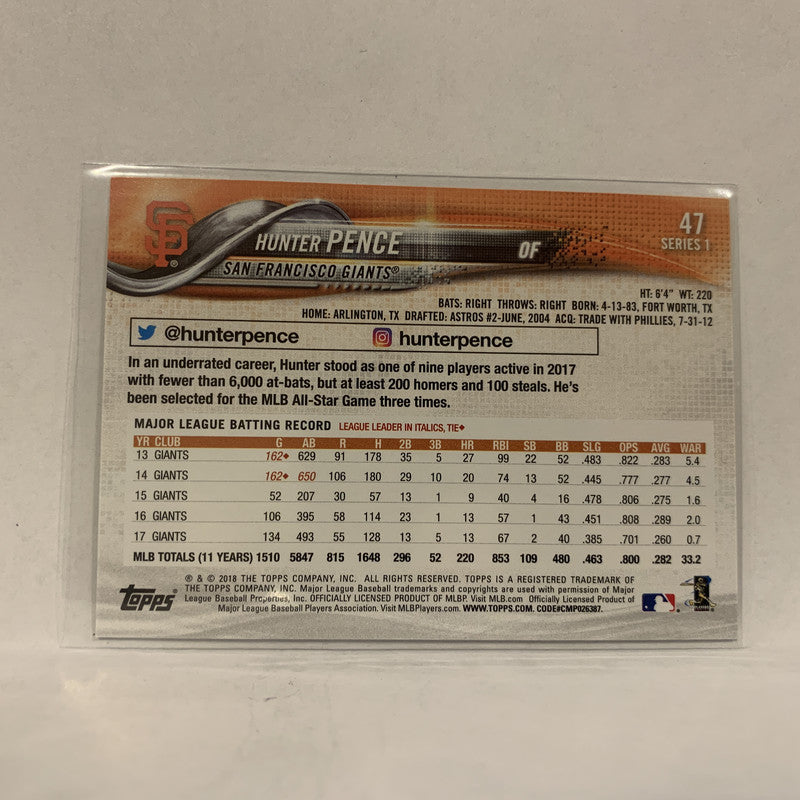 SF
47
SERIES 1
HUNTER PENCE OF
SAN FRANCISCO GIANTS®
HT: 6'4" WT: 220
BATS: RIGHT THROWS: RIGHT BORN: 4-13-83, FORT WORTH, TX
HOME: ARLINGTON, TX DRAFTED: ASTROS #2-JUNE, 2004 ACQ: TRADE WITH PHILLIES, 7-31-12
@hunterpence hunterpence
In an underrated career, Hunter stood as one of nine players active in 2017
with fewer than 6,000 at-bats, but at least 200 homers and 100 steals. He's
been selected for the MLB All-Star Game three times.
MAJOR LEAGUE BATTING RECORD LEAGUE LEADER IN ITALICS, TIE♦
YR CLUB G AB R H 2B 3B HR RBI SB BB SLG OPS AVG WAR
13 GIANTS 162♦ 629 91 178 35 5 27 99 22 52 .483 .822 .283 5.4
14 GIANTS 162♦ 650 106 180 29 10 20 74 13 52 .445 .777 .277 4.5
15 GIANTS 52 207 30 57 13 1 9 40 4 16 .478 .806 .275 1.6
16 GIANTS 106 395 58 114 23 1 13 57 1 43 .451 .808 .289 2.0
17 GIANTS 134 493 55 128 13 5 13 67 2 40 .385 .701 .260 0.7
MLB TOTALS (11 YEARS) 1510 5847 815 1648 296 52 220 853 109 480 .463 .800 .282 33.2
® & © 2018 THE TOPPS COMPANY, INC. ALL RIGHTS RESERVED. TOPPS IS A REGISTERED TRADEMARK OF
THE TOPPS COMPANY, INC. Major League Baseball trademarks and copyrights are used with permission of Major
League Baseball Properties, Inc. OFFICIALLY LICENSED PRODUCT OF MLBP. Visit MLB.com. Officially Licensed Product of
Major League Baseball Players Association. Visit MLBPlayers.com. WWW.TOPPS.COM. CODE#CMP026387.
TOPPS